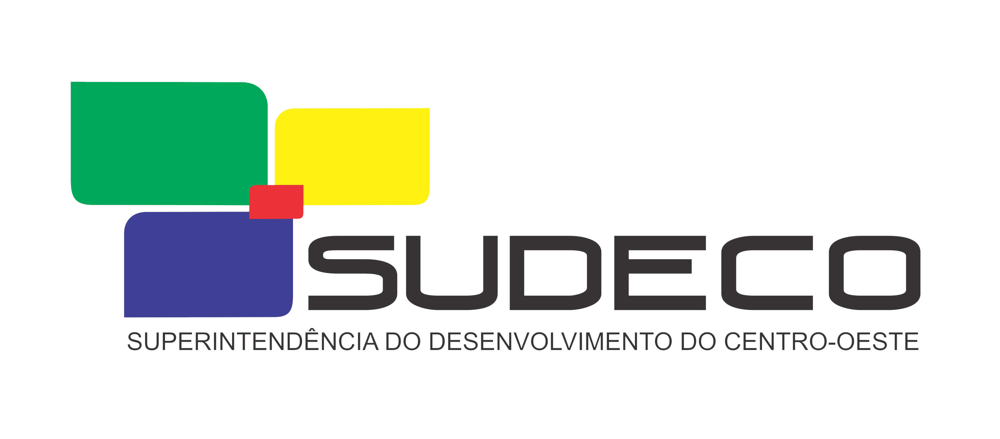 SUDECO
SUPERINTENDÊNCIA DO DESENVOLVIMENTO DO CENTRO-OESTE